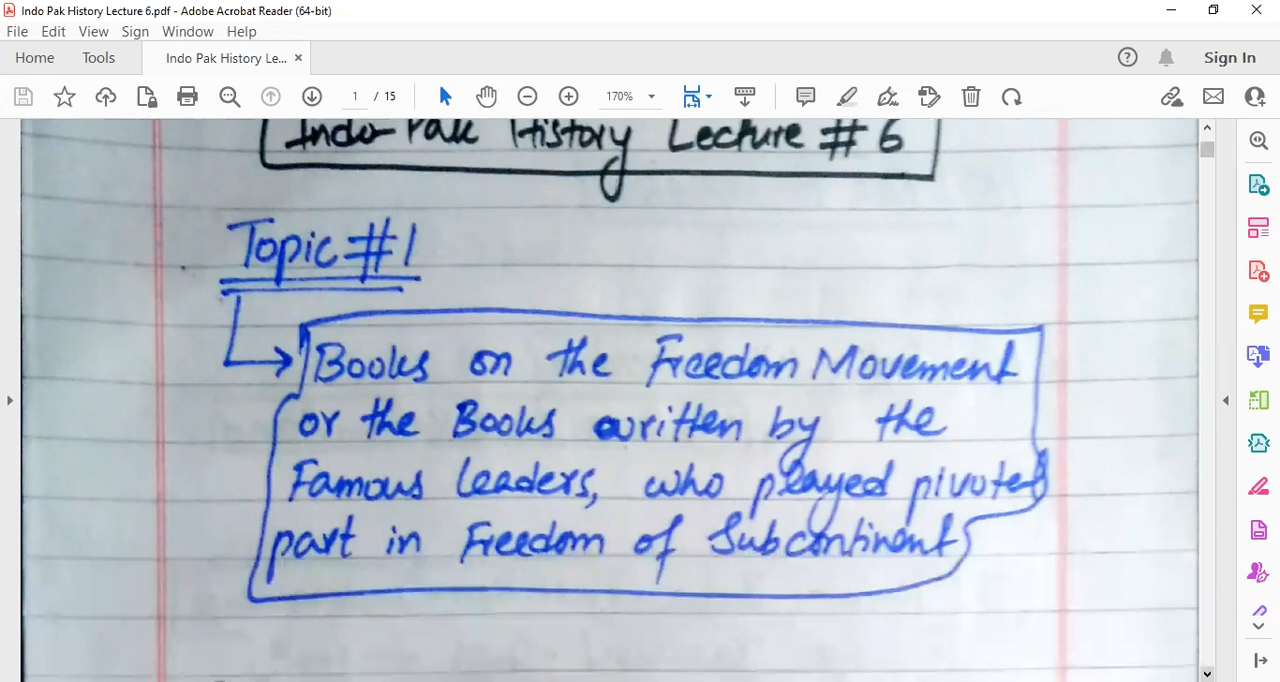 Indo Pak History Lecture 6.pdf - Adobe Acrobat Reader (64-bit)
File Edit View Sign Window Help
Home Tools Indo Pak History Le... × Sign In
1 / 15 170%
Indo-Pak History Lecture # 6
Topic #1
Books on the Freedom Movement
or the Books written by the
Famous leaders, who played pivotal
part in Freedom of Subcontinent